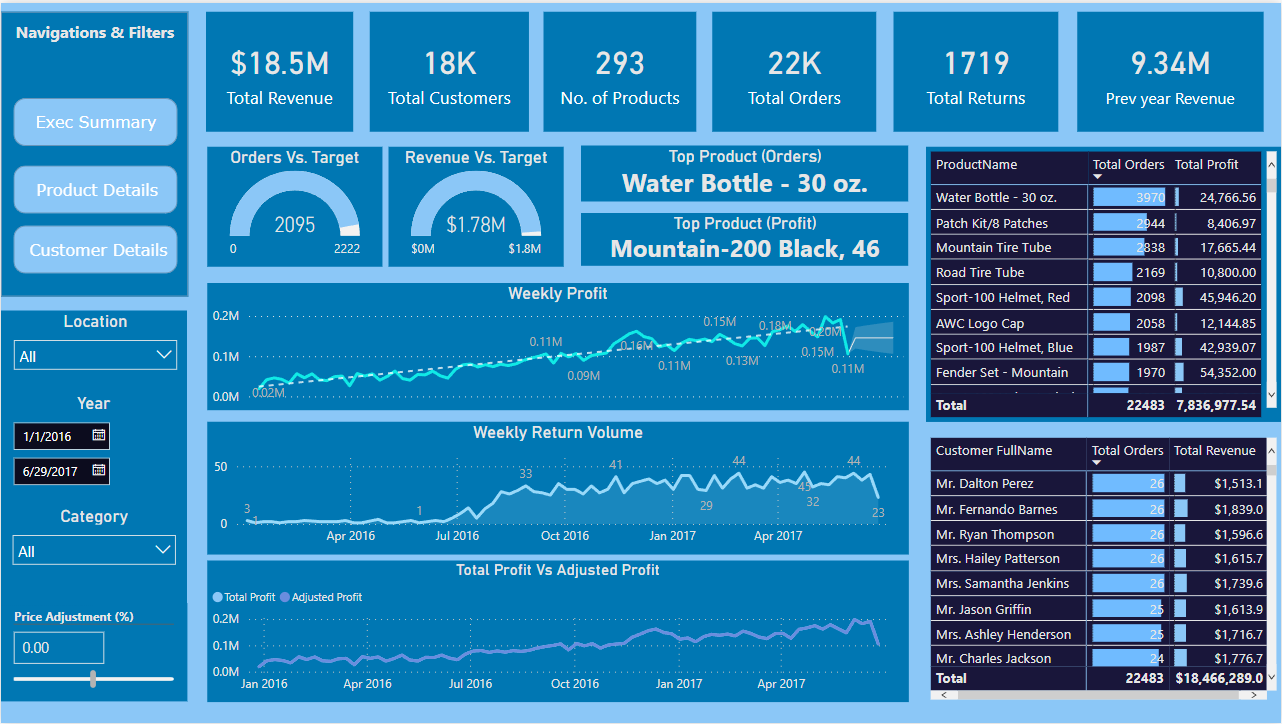 Navigations & Filters
Exec Summary
Product Details
Customer Details
Location
All
Year
1/1/2016
6/29/2017
Category
All
Price Adjustment (%)
0.00
$18.5M
Total Revenue
18K
Total Customers
293
No. of Products
22K
Total Orders
1719
Total Returns
9.34M
Prev year Revenue
Orders Vs. Target
2095
0 2222
Revenue Vs. Target
$1.78M
$0M $1.8M
Top Product (Orders)
Water Bottle - 30 oz.
Top Product (Profit)
Mountain-200 Black, 46
Weekly Profit
0.2M
0.1M
0.0M
0.02M
0.11M
0.09M
0.16M
0.11M
0.15M
0.13M
0.18M
0.15M
0.20M
0.11M
Weekly Return Volume
50
0
3
1
1
33
41
29
44
45
32
44
23
Apr 2016 Jul 2016 Oct 2016 Jan 2017 Apr 2017
Total Profit Vs Adjusted Profit
Total Profit Adjusted Profit
0.2M
0.1M
0.0M
Jan 2016 Apr 2016 Jul 2016 Oct 2016 Jan 2017 Apr 2017
ProductName Total Orders Total Profit
Water Bottle - 30 oz. 3970 24,766.56
Patch Kit/8 Patches 2944 8,406.97
Mountain Tire Tube 2838 17,665.44
Road Tire Tube 2169 10,800.00
Sport-100 Helmet, Red 2098 45,946.20
AWC Logo Cap 2058 12,144.85
Sport-100 Helmet, Blue 1987 42,939.07
Fender Set - Mountain 1970 54,352.00
Total 22483 7,836,977.54
Customer FullName Total Orders Total Revenue
Mr. Dalton Perez 26 $1,513.1
Mr. Fernando Barnes 26 $1,839.0
Mr. Ryan Thompson 26 $1,596.6
Mrs. Hailey Patterson 26 $1,615.7
Mrs. Samantha Jenkins 26 $1,739.6
Mr. Jason Griffin 25 $1,613.9
Mrs. Ashley Henderson 25 $1,716.7
Mr. Charles Jackson 24 $1,776.7
Total 22483 $18,466,289.0